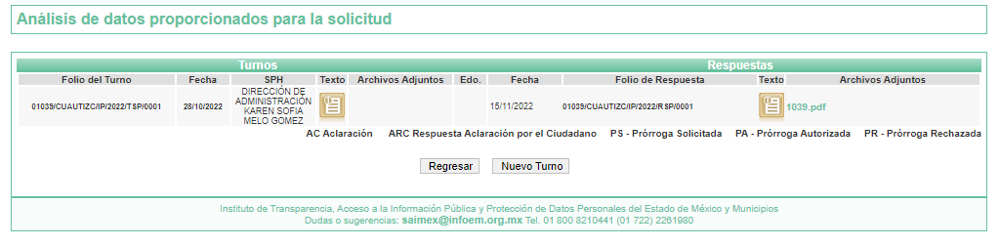 Análisis de datos proporcionados para la solicitud
Turnos Respuestas
Folio del Turno Fecha SPH Texto Archivos Adjuntos Edo. Fecha Folio de Respuesta Texto Archivos Adjuntos
01039/CUAUTIZC/IP/2022/TSP/0001 28/10/2022 DIRECCIÓN DE
ADMINISTRACIÓN
KAREN SOFIA
MELO GOMEZ
15/11/2022 01039/CUAUTIZC/IP/2022/RSP/0001 1039.pdf
AC Aclaración ARC Respuesta Aclaración por el Ciudadano PS - Prórroga Solicitada PA - Prórroga Autorizada PR - Prórroga Rechazada
Regresar Nuevo Turno
Instituto de Transparencia, Acceso a la Información Pública y Protección de Datos Personales del Estado de México y Municipios
Dudas o sugerencias: saimex@infoem.org.mx Tel. 01 800 8210441 (01 722) 2261980